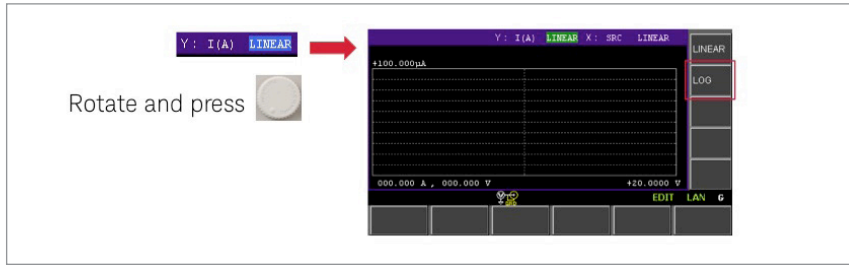 Y: I(A) LINEAR
Rotate and press
Y: I(A) LINEAR X: SRC LINEAR
LINEAR
LOG
+100.000µA
000.000 A , 000.000 V
+20.0000 V
EDIT LAN G